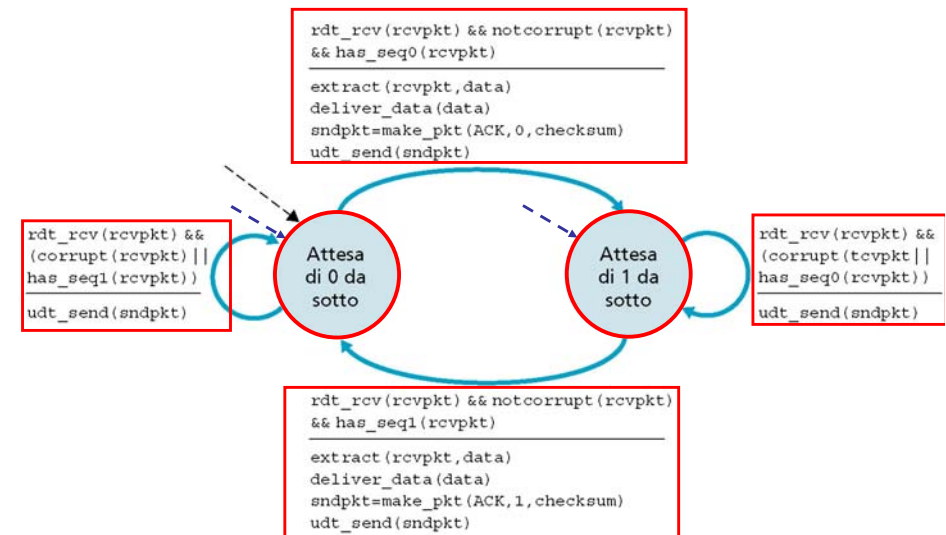 rdt_rcv(rcvpkt) && notcorrupt(rcvpkt)
&& has_seq0(rcvpkt)
extract(rcvpkt,data)
deliver_data(data)
sndpkt=make_pkt(ACK,0,checksum)
udt_send(sndpkt)
rdt_rcv(rcvpkt) &&
(corrupt(rcvpkt)||
has_seq1(rcvpkt))
udt_send(sndpkt)
Attesa
di 0 da
sotto
Attesa
di 1 da
sotto
rdt_rcv(rcvpkt) &&
(corrupt(tcvpkt||
has_seq0(rcvpkt))
udt_send(sndpkt)
rdt_rcv(rcvpkt) && notcorrupt(rcvpkt)
&& has_seq1(rcvpkt)
extract(rcvpkt,data)
deliver_data(data)
sndpkt=make_pkt(ACK,1,checksum)
udt_send(sndpkt)